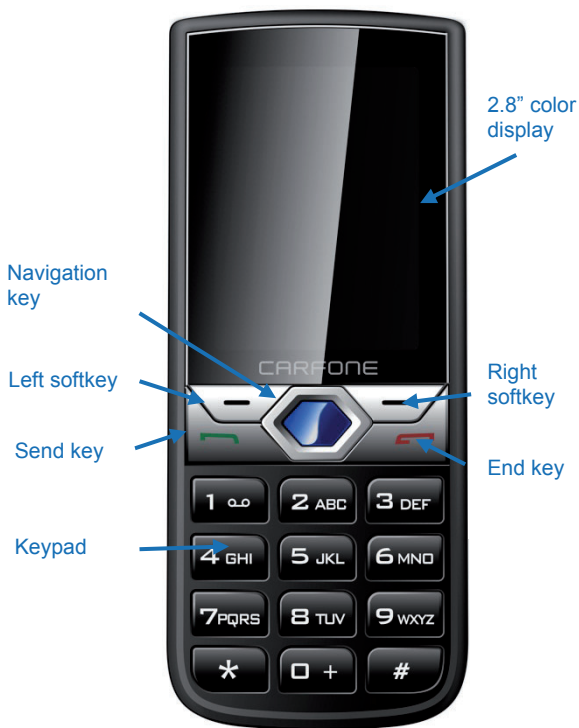 2.8” color
display
Navigation
key
CARFONE
Left softkey
Right
softkey
Send key
End key
1
2 ABC
3 DEF
Keypad
4 GHI
5 JKL
6 MNO
7PQRS
8 TUV
9 WXYZ
*
0 +
#